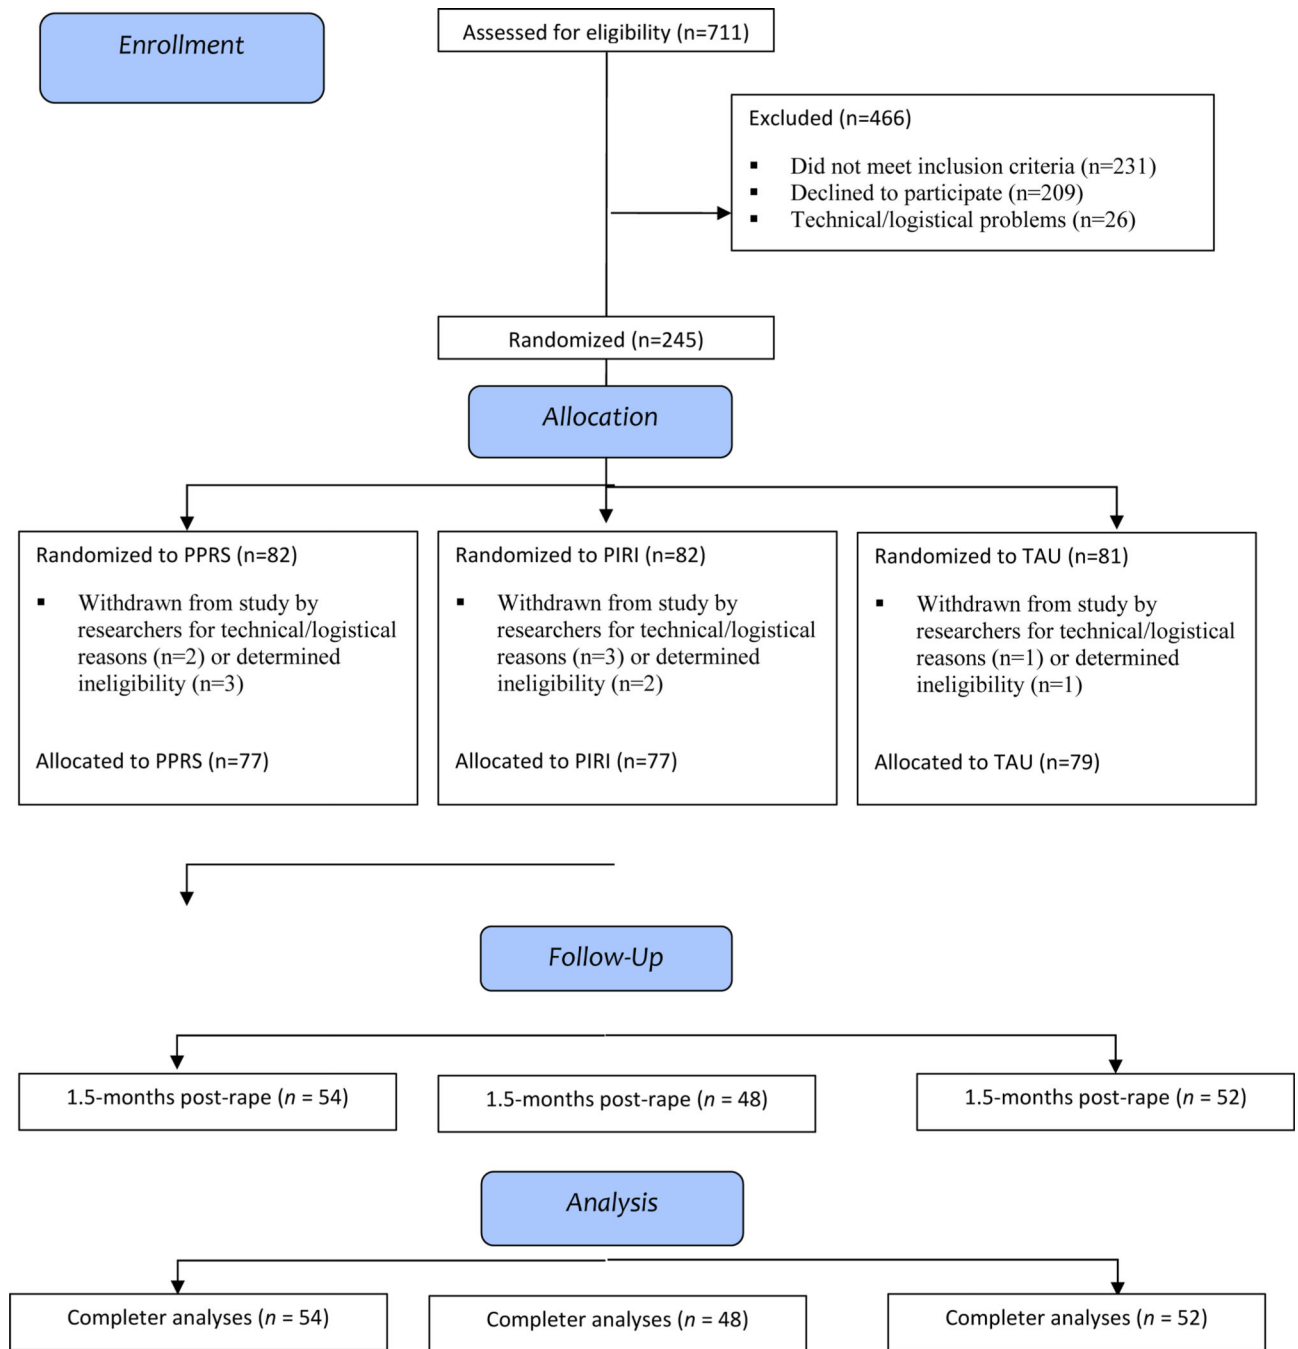 Enrollment
Assessed for eligibility (n=711)
Excluded (n=466)
▪ Did not meet inclusion criteria (n=231)
▪ Declined to participate (n=209)
▪ Technical/logistical problems (n=26)
Randomized (n=245)
Allocation
Randomized to PPRS (n=82)
▪ Withdrawn from study by
researchers for technical/logistical
reasons (n=2) or determined
ineligibility (n=3)
Allocated to PPRS (n=77)
Randomized to PIRI (n=82)
▪ Withdrawn from study by
researchers for technical/logistical
reasons (n=3) or determined
ineligibility (n=2)
Allocated to PIRI (n=77)
Randomized to TAU (n=81)
▪ Withdrawn from study by
researchers for technical/logistical
reasons (n=1) or determined
ineligibility (n=1)
Allocated to TAU (n=79)
Follow-Up
1.5-months post-rape (n = 54)
1.5-months post-rape (n = 48)
1.5-months post-rape (n = 52)
Analysis
Completer analyses (n = 54)
Completer analyses (n = 48)
Completer analyses (n = 52)